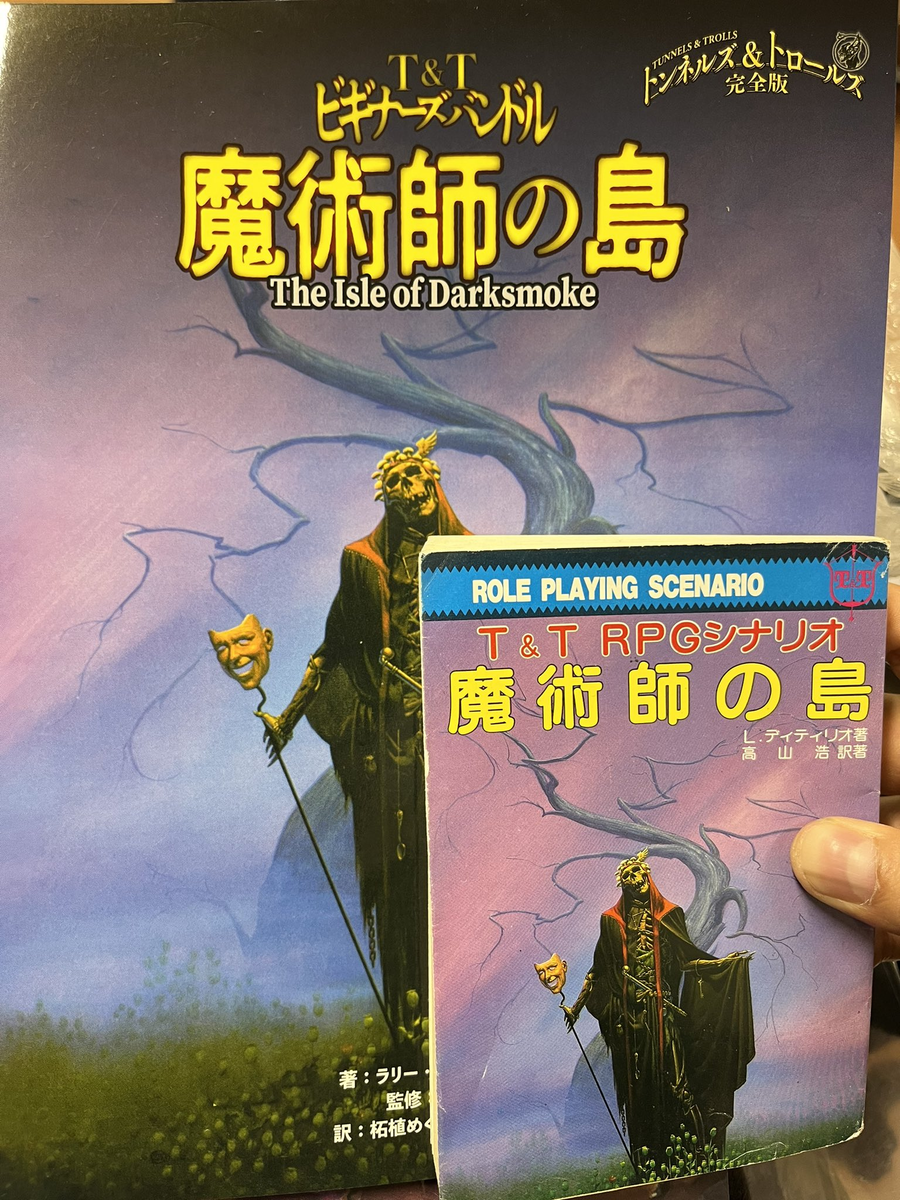 TUNNELS & TROLLS
トンネルズ&トロールズ
完全版
T&T
ビギナーズバンドル
魔術師の島
The Isle of Darksmoke
著:ラリー・
監修:
訳:柘植めぐ
ROLE PLAYING SCENARIO
T&T
T&T RPGシナリオ
魔術師の島
L.ディティリオ著
高山浩訳著